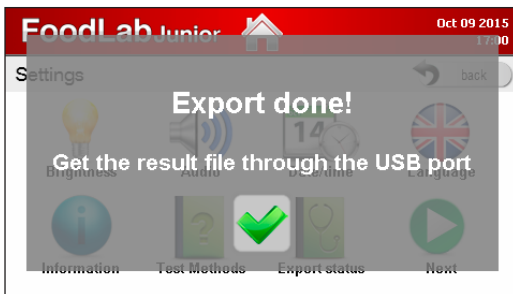 FoodLab Junior
Oct 09 2015
17:00
Settings
back
Export done!
14
Get the result file through the USB port
Brightness Audio Date/time Language
?
i
Information Test Methods Export status Next